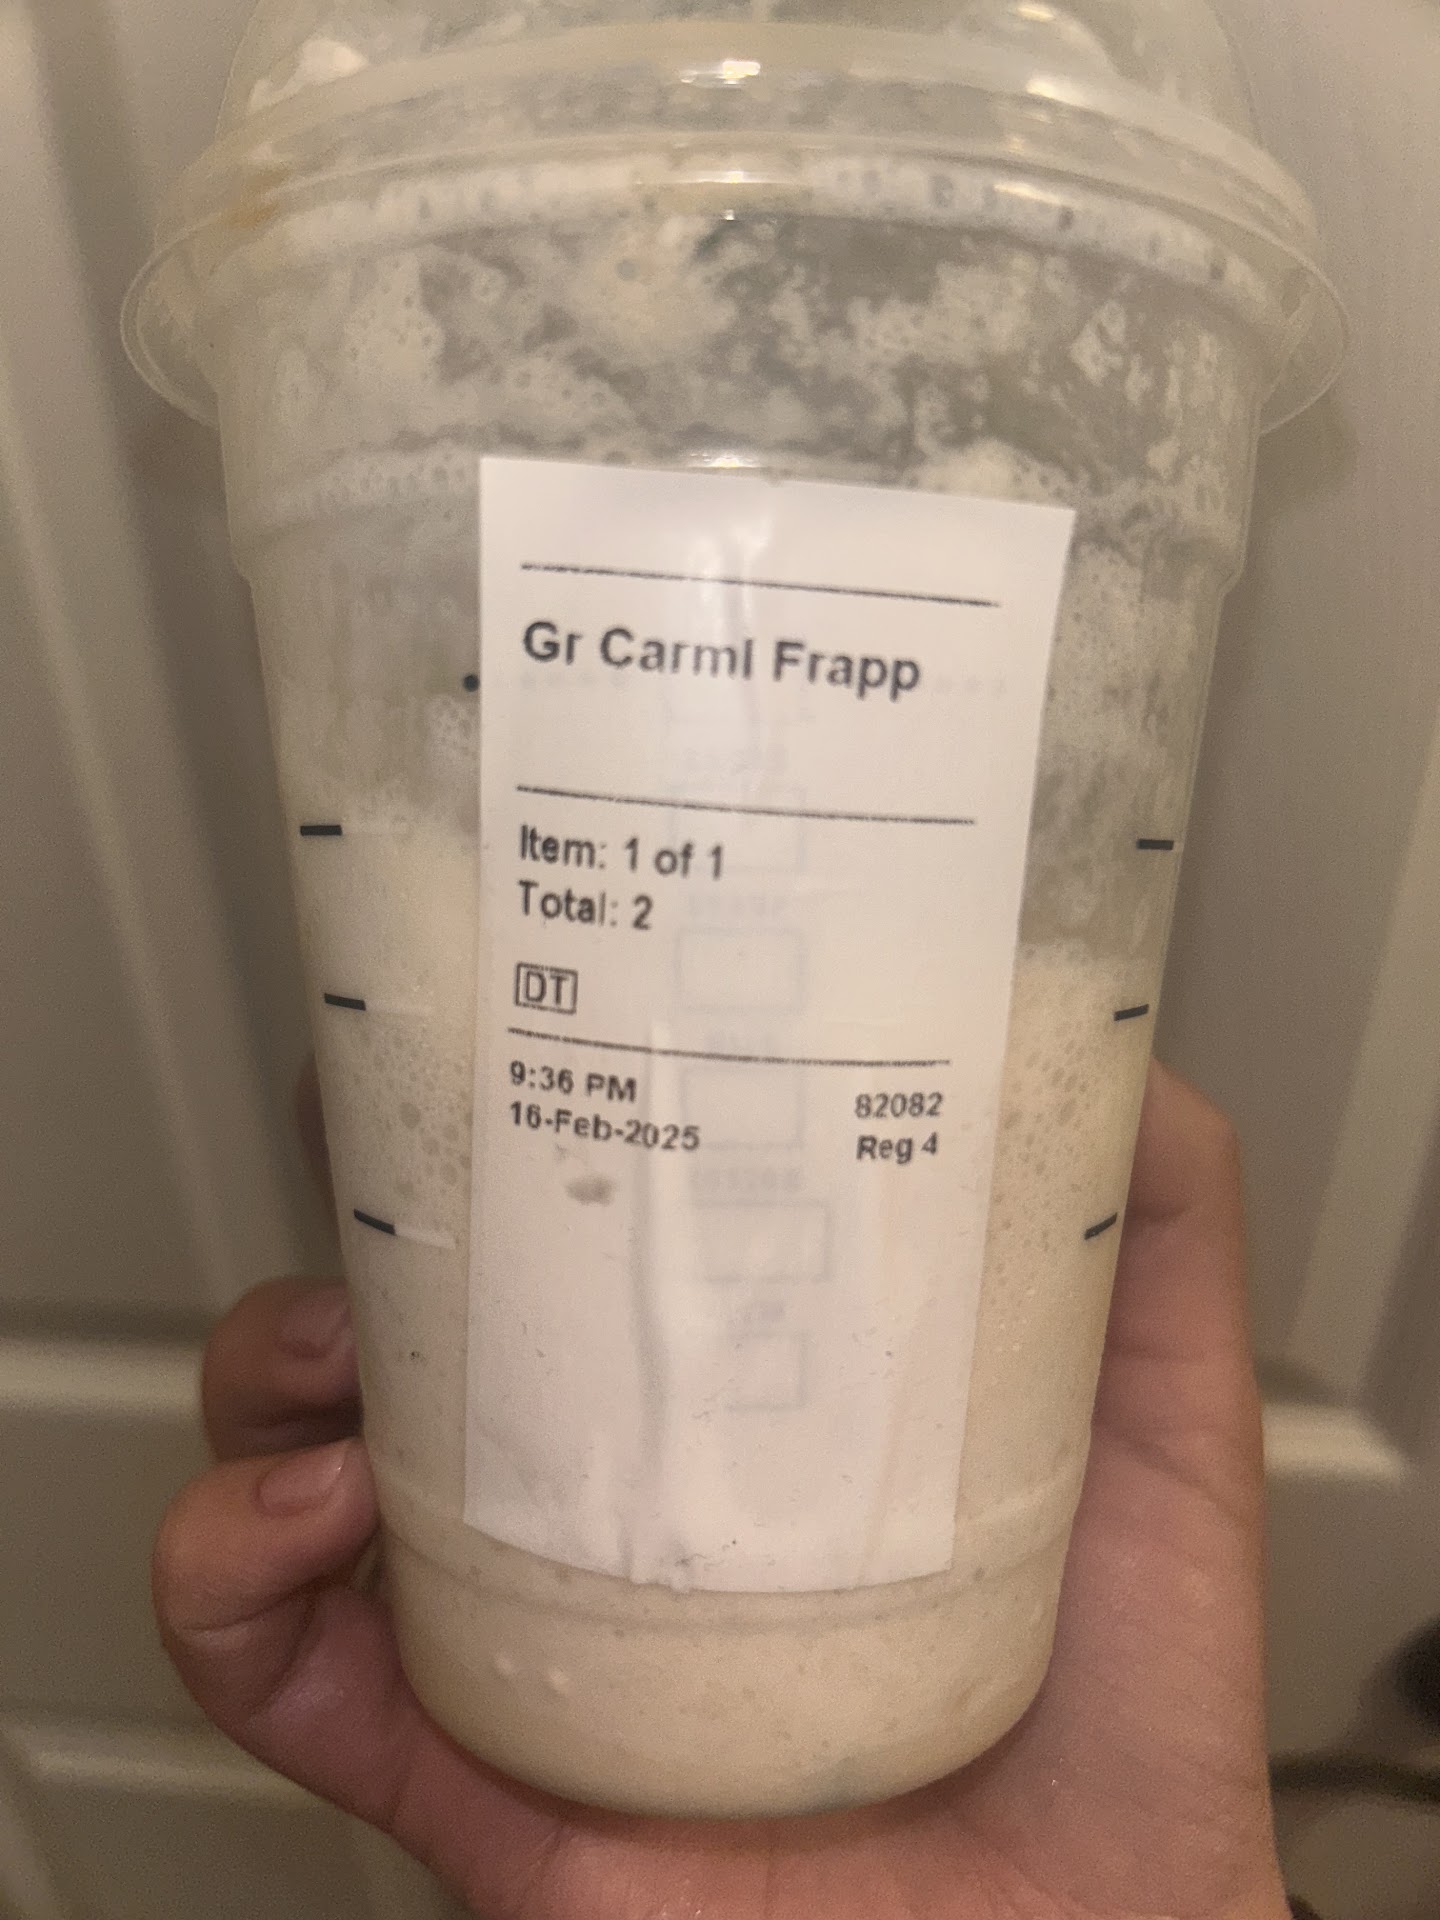 Gr Carml Frapp
Item: 1 of 1
Total: 2
DT
9:36 PM 82082
16-Feb-2025 Reg 4